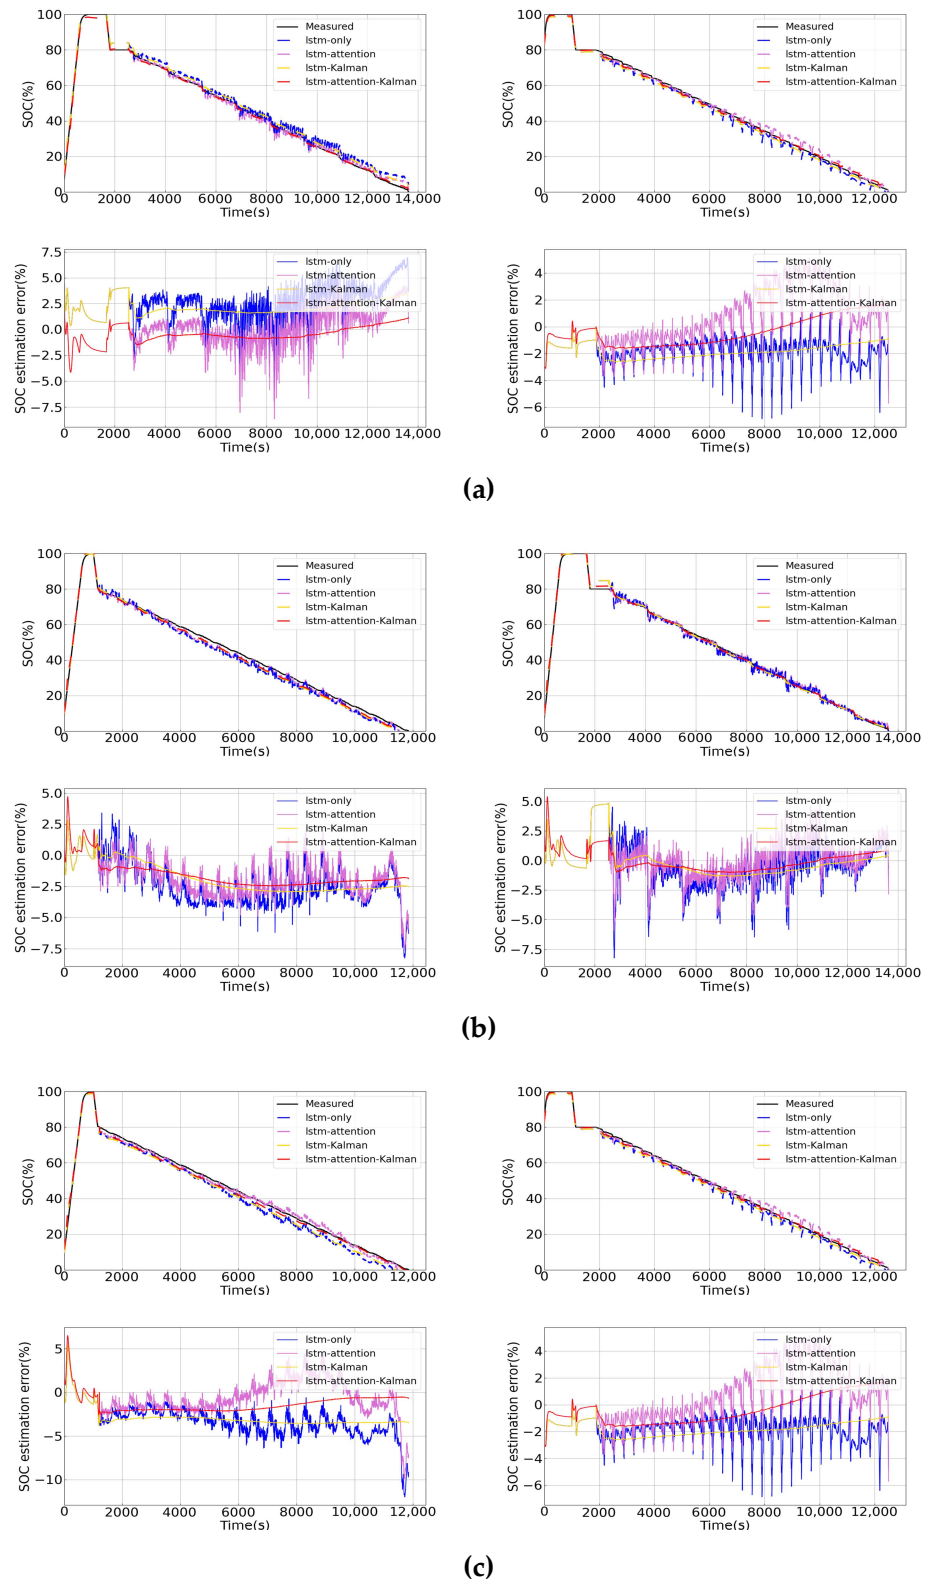 100
80
60
40
20
0
SOC(%)
Measured
lstm-only
lstm-attention
lstm-Kalman
lstm-attention-Kalman
0 2000 4000 6000 8000 10,000 12,000 14,000
Time(s)
100
80
60
40
20
0
SOC(%)
Measured
lstm-only
lstm-attention
lstm-Kalman
lstm-attention-Kalman
0 2000 4000 6000 8000 10,000 12,000
Time(s)
7.5
5.0
2.5
0.0
−2.5
−5.0
−7.5
SOC estimation error(%)
lstm-only
lstm-attention
lstm-Kalman
lstm-attention-Kalman
0 2000 4000 6000 8000 10,000 12,000 14,000
Time(s)
4
2
0
−2
−4
−6
SOC estimation error(%)
lstm-only
lstm-attention
lstm-Kalman
lstm-attention-Kalman
0 2000 4000 6000 8000 10,000 12,000
Time(s)
(a)
100
80
60
40
20
0
SOC(%)
Measured
lstm-only
lstm-attention
lstm-Kalman
lstm-attention-Kalman
0 2000 4000 6000 8000 10,000 12,000
Time(s)
100
80
60
40
20
0
SOC(%)
Measured
lstm-only
lstm-attention
lstm-Kalman
lstm-attention-Kalman
0 2000 4000 6000 8000 10,000 12,000 14,000
Time(s)
5.0
2.5
0.0
−2.5
−5.0
−7.5
SOC estimation error(%)
lstm-only
lstm-attention
lstm-Kalman
lstm-attention-Kalman
0 2000 4000 6000 8000 10,000 12,000
Time(s)
5.0
2.5
0.0
−2.5
−5.0
−7.5
SOC estimation error(%)
lstm-only
lstm-attention
lstm-Kalman
lstm-attention-Kalman
0 2000 4000 6000 8000 10,000 12,000 14,000
Time(s)
(b)
100
80
60
40
20
0
SOC(%)
Measured
lstm-only
lstm-attention
lstm-Kalman
lstm-attention-Kalman
0 2000 4000 6000 8000 10,000 12,000
Time(s)
100
80
60
40
20
0
SOC(%)
Measured
lstm-only
lstm-attention
lstm-Kalman
lstm-attention-Kalman
0 2000 4000 6000 8000 10,000 12,000
Time(s)
5
0
−5
−10
SOC estimation error(%)
lstm-only
lstm-attention
lstm-Kalman
lstm-attention-Kalman
0 2000 4000 6000 8000 10,000 12,000
Time(s)
4
2
0
−2
−4
−6
SOC estimation error(%)
lstm-only
lstm-attention
lstm-Kalman
lstm-attention-Kalman
0 2000 4000 6000 8000 10,000 12,000
Time(s)
(c)